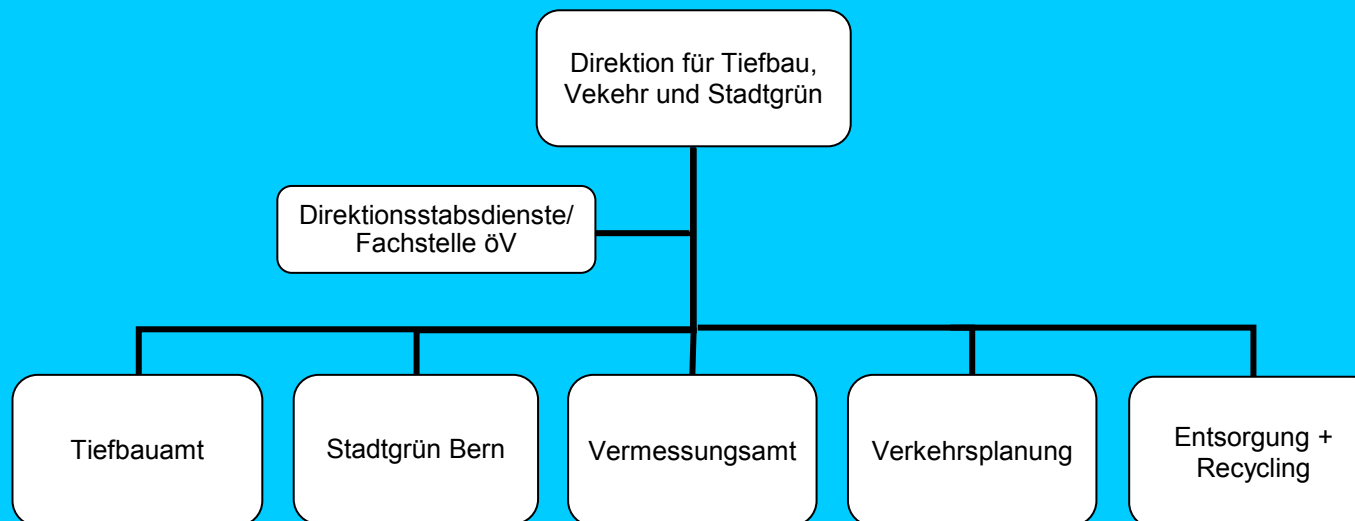 Direktion für Tiefbau,
Vekehr und Stadtgrün
Direktionsstabsdienste/
Fachstelle öV
Tiefbauamt
Stadtgrün Bern
Vermessungsamt
Verkehrsplanung
Entsorgung +
Recycling